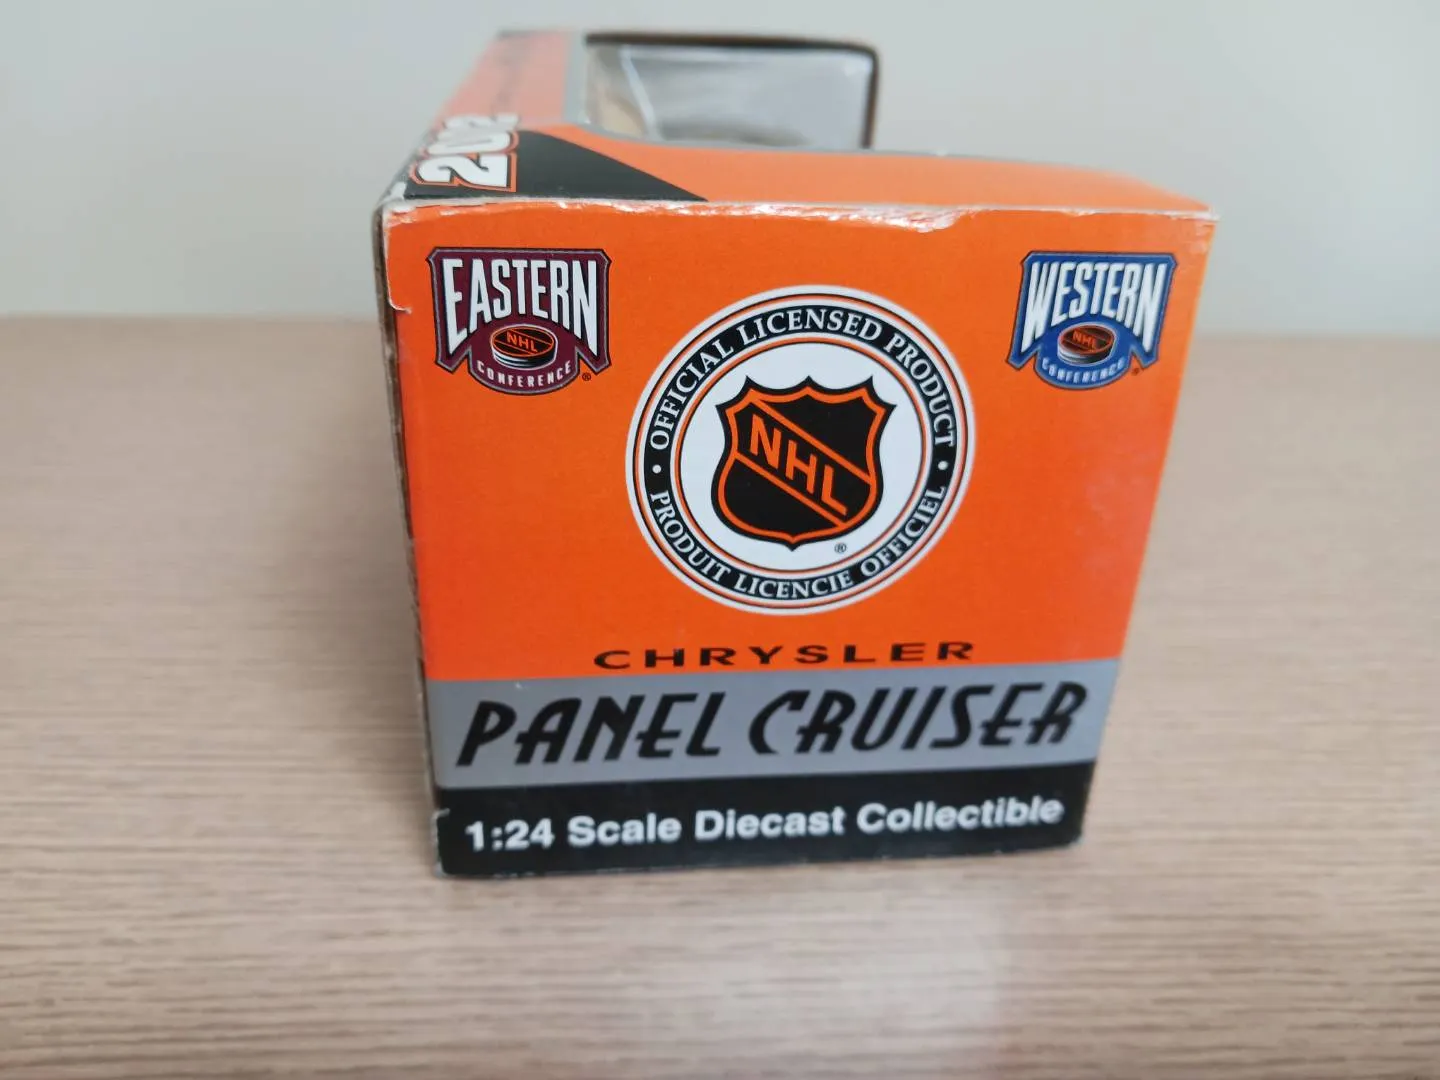 202
EASTERN
NHL
CONFERENCE
®
WESTERN
NHL
CONFERENCE
®
• OFFICIAL LICENSED PRODUCT •
NHL
®
PRODUIT LICENCIE OFFICIEL
CHRYSLER
PANEL CRUISER
1:24 Scale Diecast Collectible